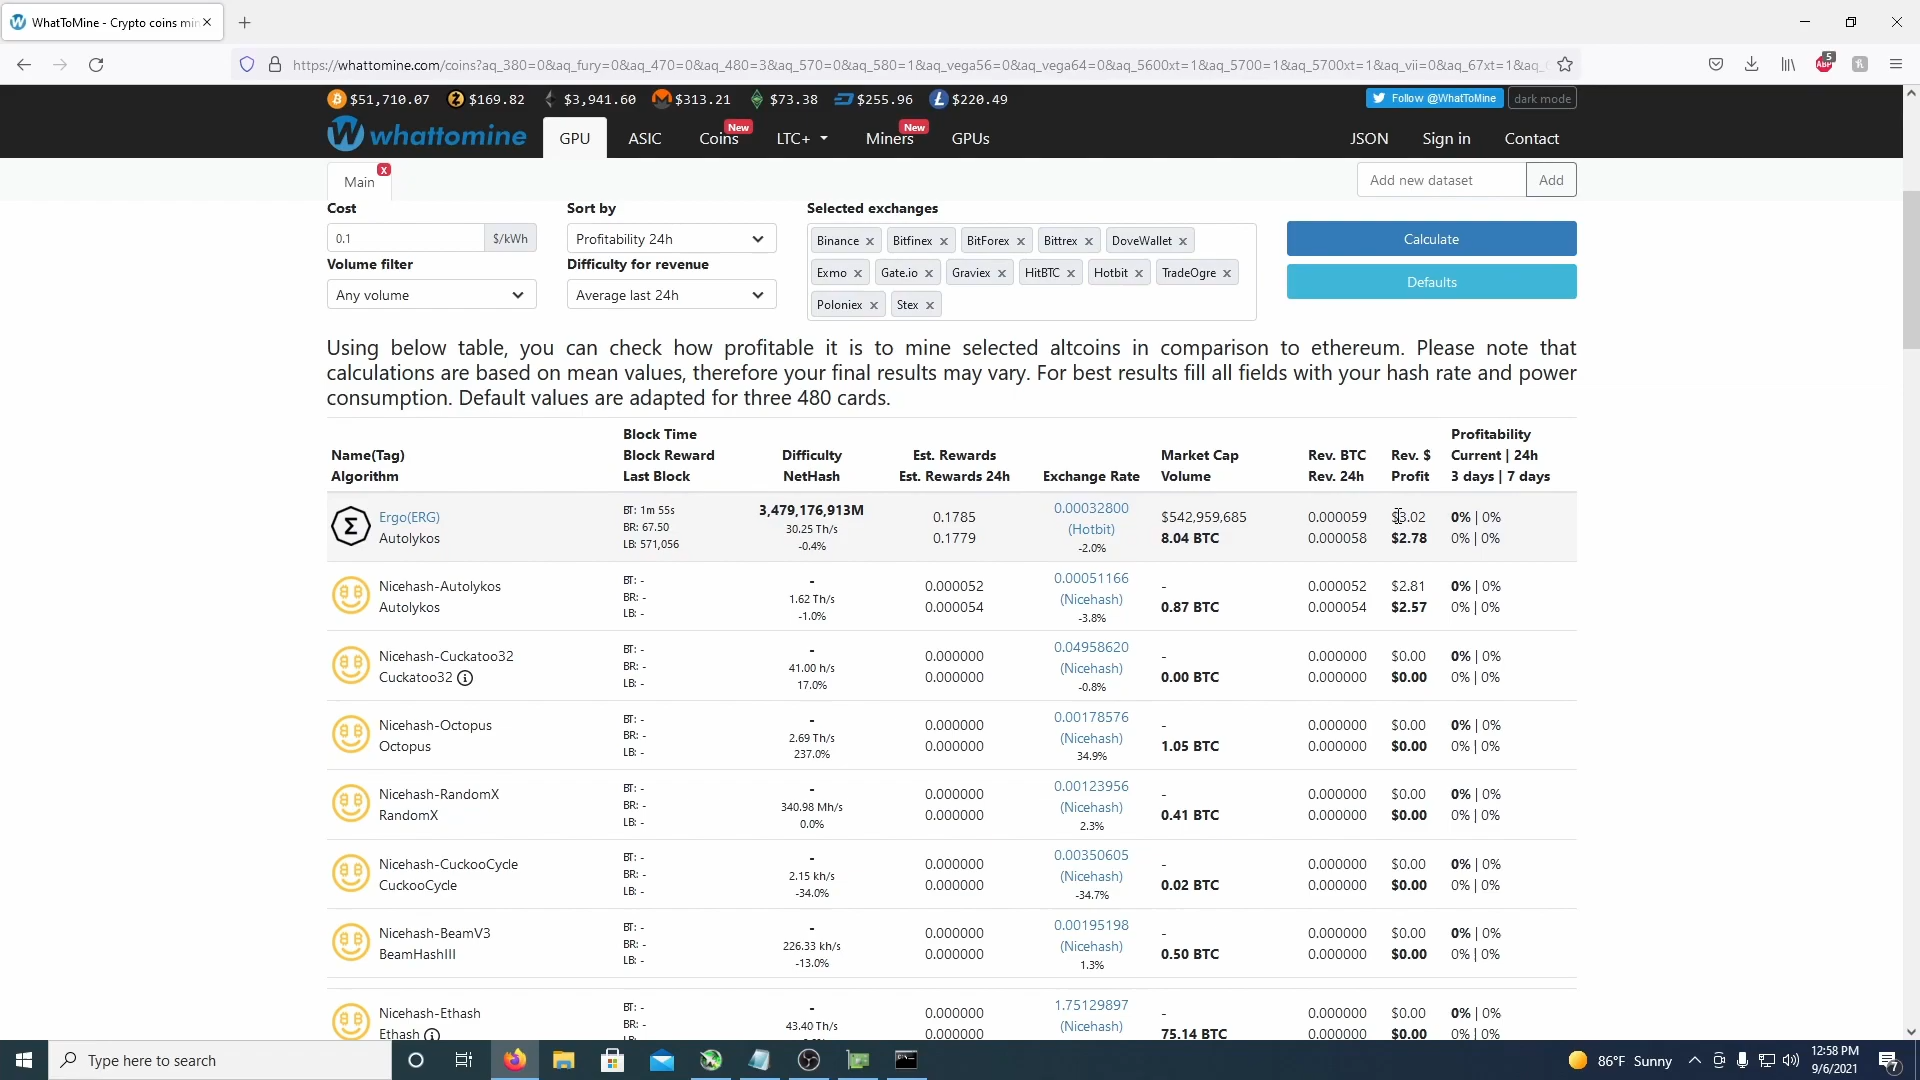 WhatToMine - Crypto coins min
https://whattomine.com/coins?aq_380=0&aq_fury=0&aq_470=0&aq_480=3&aq_570=0&aq_580=1&aq_vega56=0&aq_vega64=0&aq_5600xt=1&aq_5700=1&aq_5700xt=1&aq_vii=0&aq_67xt=1&aq_
5
ABP
$51,710.07 $169.82 $3,941.60 $313.21 $73.38 $255.96 $220.49
Follow @WhatToMine dark mode
whattomine GPU ASIC Coins New LTC+ Miners New GPUs JSON Sign in Contact
Main x Add new dataset Add
Cost Sort by Selected exchanges
0.1 $/kWh Profitability 24h Binance Bitfinex BitForex Bittrex DoveWallet Calculate
Volume filter Difficulty for revenue Exmo Gate.io Graviex HitBTC Hotbit TradeOgre Defaults
Any volume Average last 24h Poloniex Stex
Using below table, you can check how profitable it is to mine selected altcoins in comparison to ethereum. Please note that
calculations are based on mean values, therefore your final results may vary. For best results fill all fields with your hash rate and power
consumption. Default values are adapted for three 480 cards.
Block Time Profitability
Name(Tag) Block Reward Difficulty Est. Rewards Market Cap Rev. BTC Rev. $ Current | 24h
Algorithm Last Block NetHash Est. Rewards 24h Exchange Rate Volume Rev. 24h Profit 3 days | 7 days
Ergo(ERG) BT: 1m 55s 3,479,176,913M 0.1785 0.00032800 $542,959,685 0.000059 $3.02 0% | 0%
Autolykos BR: 67.50 30.25 Th/s 0.1779 (Hotbit) 8.04 BTC 0.000058 $2.78 0% | 0%
LB: 571,056 -0.4% -2.0%
Nicehash-Autolykos BT: - - 0.000052 0.00051166 - 0.000052 $2.81 0% | 0%
Autolykos BR: - 1.62 Th/s 0.000054 (Nicehash) 0.87 BTC 0.000054 $2.57 0% | 0%
LB: - -1.0% -3.8%
Nicehash-Cuckatoo32 BT: - - 0.000000 0.04958620 - 0.000000 $0.00 0% | 0%
Cuckatoo32 BR: - 41.00 h/s 0.000000 (Nicehash) 0.00 BTC 0.000000 $0.00 0% | 0%
LB: - 17.0% -0.8%
Nicehash-Octopus BT: - - 0.000000 0.00178576 - 0.000000 $0.00 0% | 0%
Octopus BR: - 2.69 Th/s 0.000000 (Nicehash) 1.05 BTC 0.000000 $0.00 0% | 0%
LB: - 237.0% 34.9%
Nicehash-RandomX BT: - - 0.000000 0.00123956 - 0.000000 $0.00 0% | 0%
RandomX BR: - 340.98 Mh/s 0.000000 (Nicehash) 0.41 BTC 0.000000 $0.00 0% | 0%
LB: - 0.0% 2.3%
Nicehash-CuckooCycle BT: - - 0.000000 0.00350605 - 0.000000 $0.00 0% | 0%
CuckooCycle BR: - 2.15 kh/s 0.000000 (Nicehash) 0.02 BTC 0.000000 $0.00 0% | 0%
LB: - -34.0% -34.7%
Nicehash-BeamV3 BT: - - 0.000000 0.00195198 - 0.000000 $0.00 0% | 0%
BeamHashIII BR: - 226.33 kh/s 0.000000 (Nicehash) 0.50 BTC 0.000000 $0.00 0% | 0%
LB: - -13.0% 1.3%
Nicehash-Ethash BT: - - 0.000000 1.75129897 - 0.000000 $0.00 0% | 0%
Ethash BR: - 43.40 Th/s 0.000000 (Nicehash) 75.14 BTC 0.000000 $0.00 0% | 0%
Type here to search 86°F Sunny 12:58 PM
9/6/2021 7